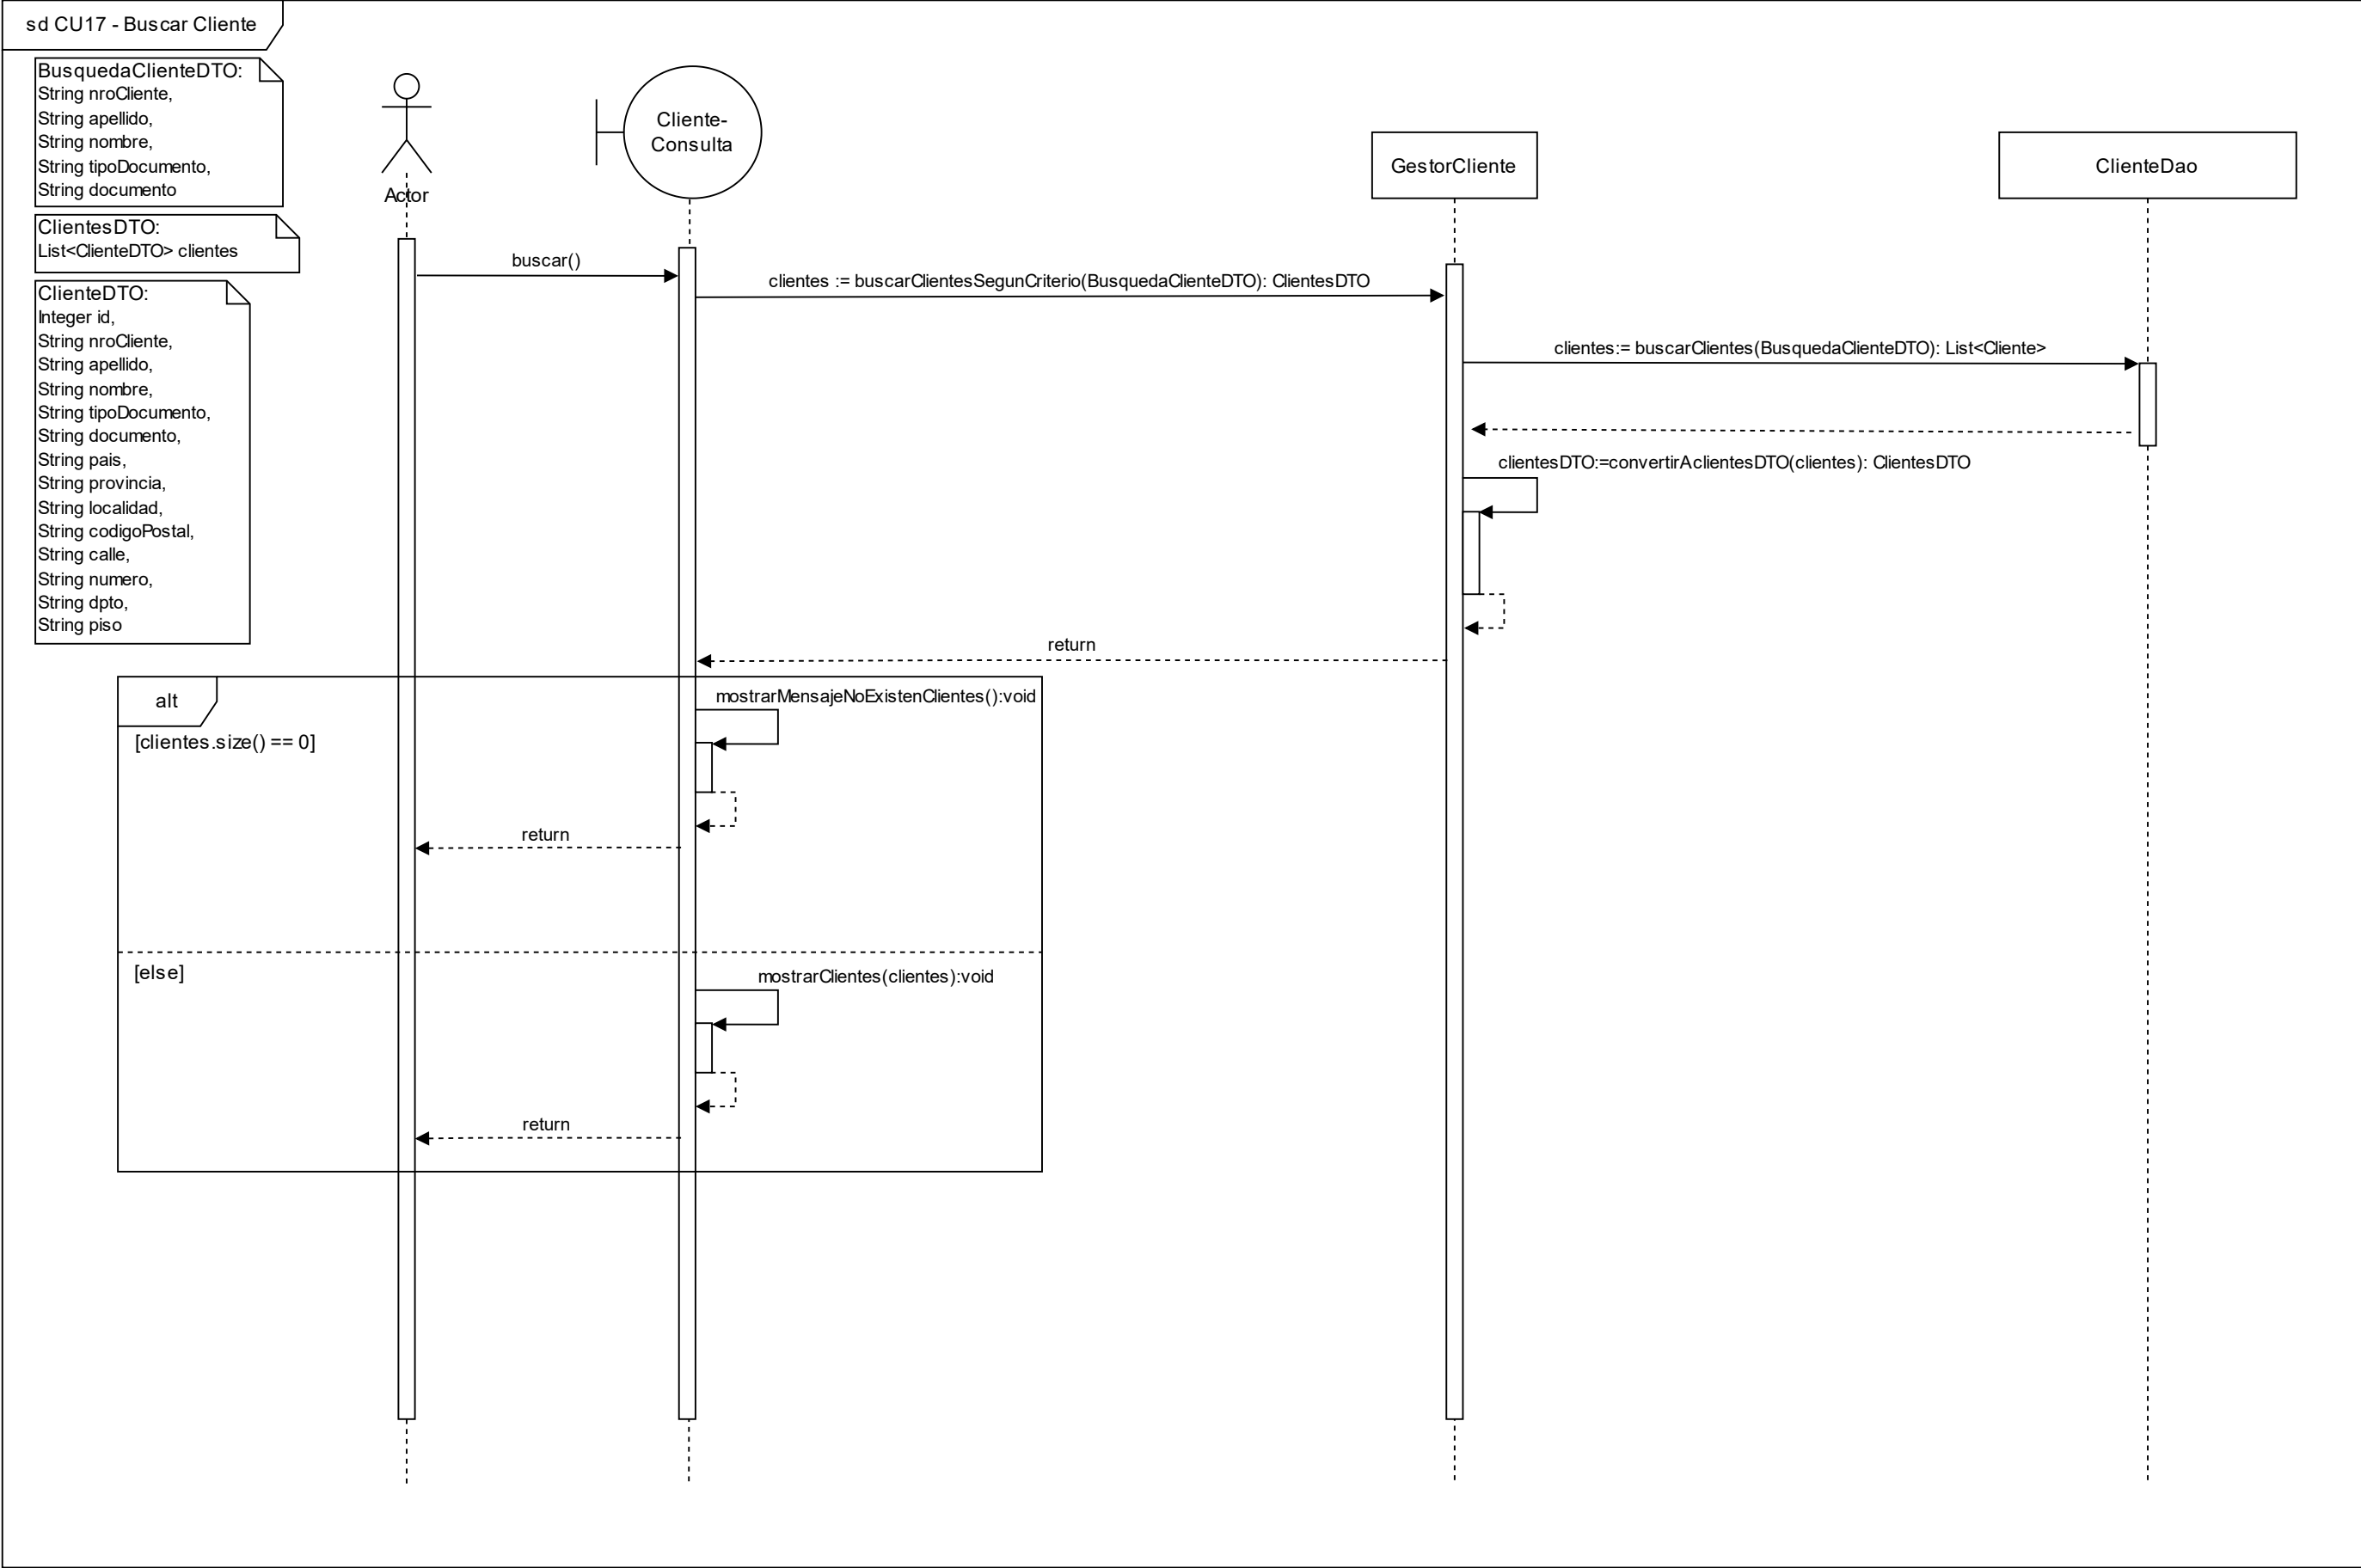 sd CU17 - Buscar Cliente
BusquedaClienteDTO:
String nroCliente,
String apellido,
String nombre,
String tipoDocumento,
String documento
ClientesDTO:
List<ClienteDTO> clientes
ClienteDTO:
Integer id,
String nroCliente,
String apellido,
String nombre,
String tipoDocumento,
String documento,
String pais,
String provincia,
String localidad,
String codigoPostal,
String calle,
String numero,
String dpto,
String piso
Actor
Cliente-
Consulta
GestorCliente
ClienteDao
buscar()
clientes := buscarClientesSegunCriterio(BusquedaClienteDTO): ClientesDTO
clientes:= buscarClientes(BusquedaClienteDTO): List<Cliente>
clientesDTO:=convertirAclientesDTO(clientes): ClientesDTO
return
alt
mostrarMensajeNoExistenClientes():void
[clientes.size() == 0]
return
[else]
mostrarClientes(clientes):void
return